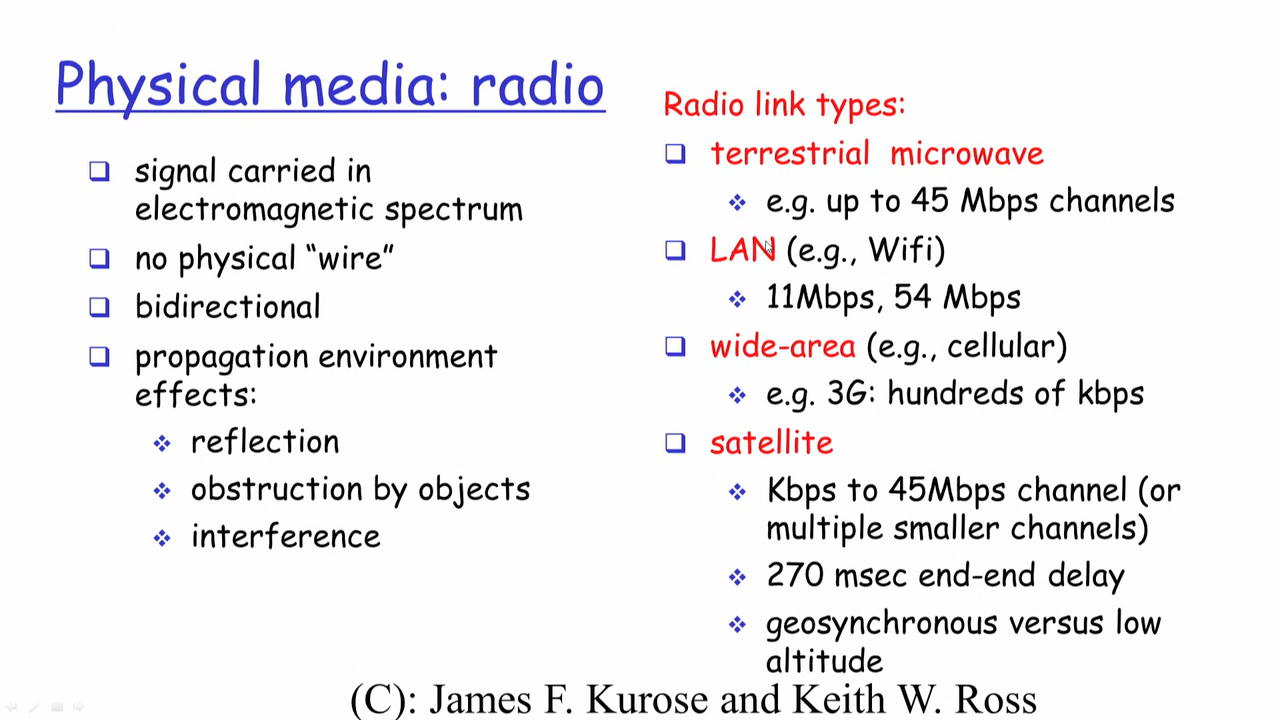 Physical media: radio
signal carried in
electromagnetic spectrum
no physical “wire”
bidirectional
propagation environment
effects:
reflection
obstruction by objects
interference
Radio link types:
terrestrial microwave
e.g. up to 45 Mbps channels
LAN (e.g., Wifi)
11Mbps, 54 Mbps
wide-area (e.g., cellular)
e.g. 3G: hundreds of kbps
satellite
Kbps to 45Mbps channel (or
multiple smaller channels)
270 msec end-end delay
geosynchronous versus low
altitude
(C): James F. Kurose and Keith W. Ross